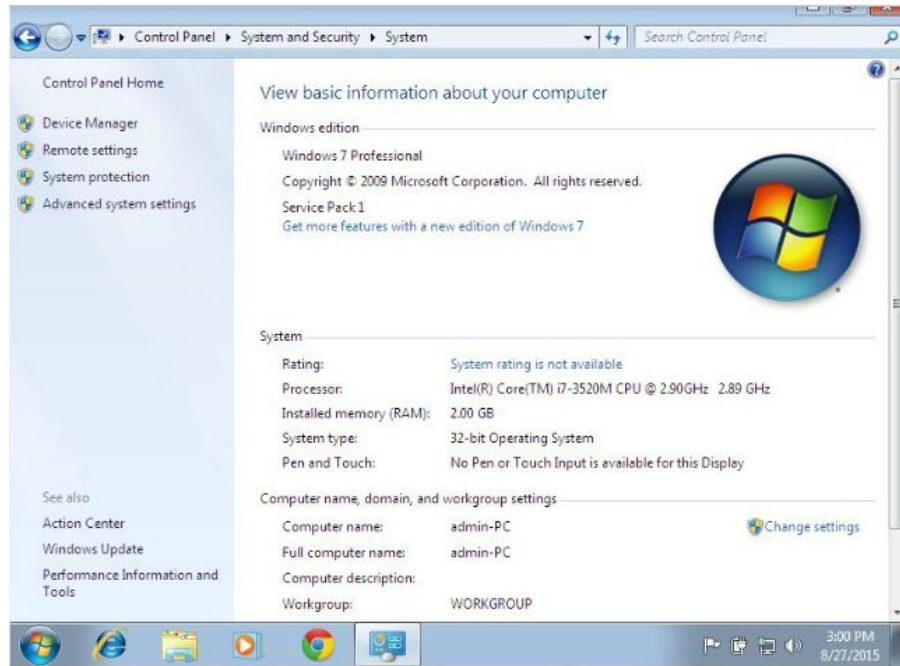 Control Panel ▸ System and Security ▸ System
Search Control Panel
Control Panel Home
Device Manager
Remote settings
System protection
Advanced system settings
View basic information about your computer
Windows edition
Windows 7 Professional
Copyright © 2009 Microsoft Corporation. All rights reserved.
Service Pack 1
Get more features with a new edition of Windows 7
System
Rating: System rating is not available
Processor: Intel(R) Core(TM) i7-3520M CPU @ 2.90GHz 2.89 GHz
Installed memory (RAM): 2.00 GB
System type: 32-bit Operating System
Pen and Touch: No Pen or Touch Input is available for this Display
Computer name, domain, and workgroup settings
Computer name: admin-PC
Change settings
Full computer name: admin-PC
Computer description:
Workgroup: WORKGROUP
See also
Action Center
Windows Update
Performance Information and
Tools
3:00 PM
8/27/2015